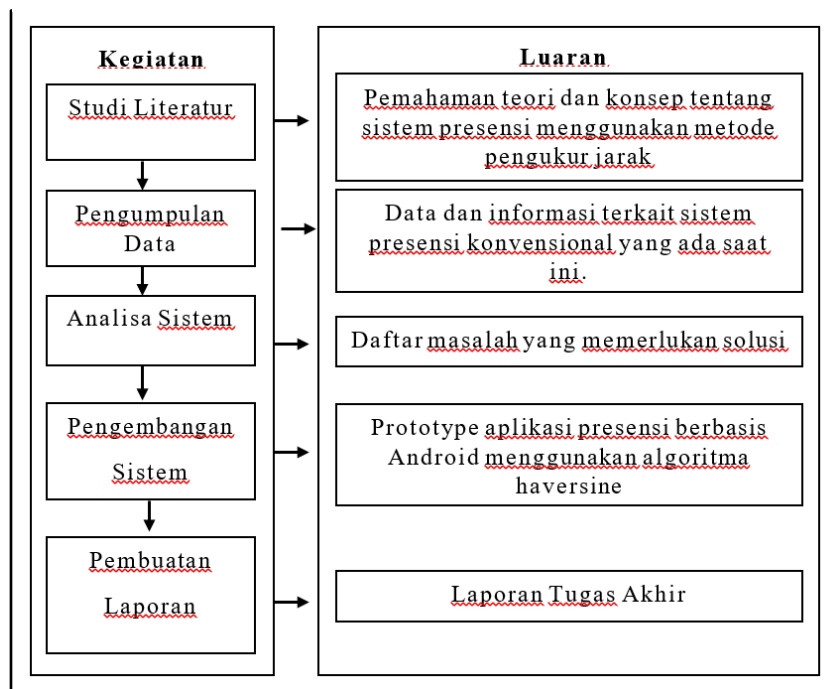 Kegiatan
Studi Literatur
Pengumpulan
Data
Analisa Sistem
Pengembangan
Sistem
Pembuatan
Laporan
Luaran
Pemahaman teori dan konsep tentang
sistem presensi menggunakan metode
pengukur jarak
Data dan informasi terkait sistem
presensi konvensional yang ada saat
ini.
Daftar masalah yang memerlukan solusi
Prototype aplikasi presensi berbasis
Android menggunakan algoritma
haversine
Laporan Tugas Akhir